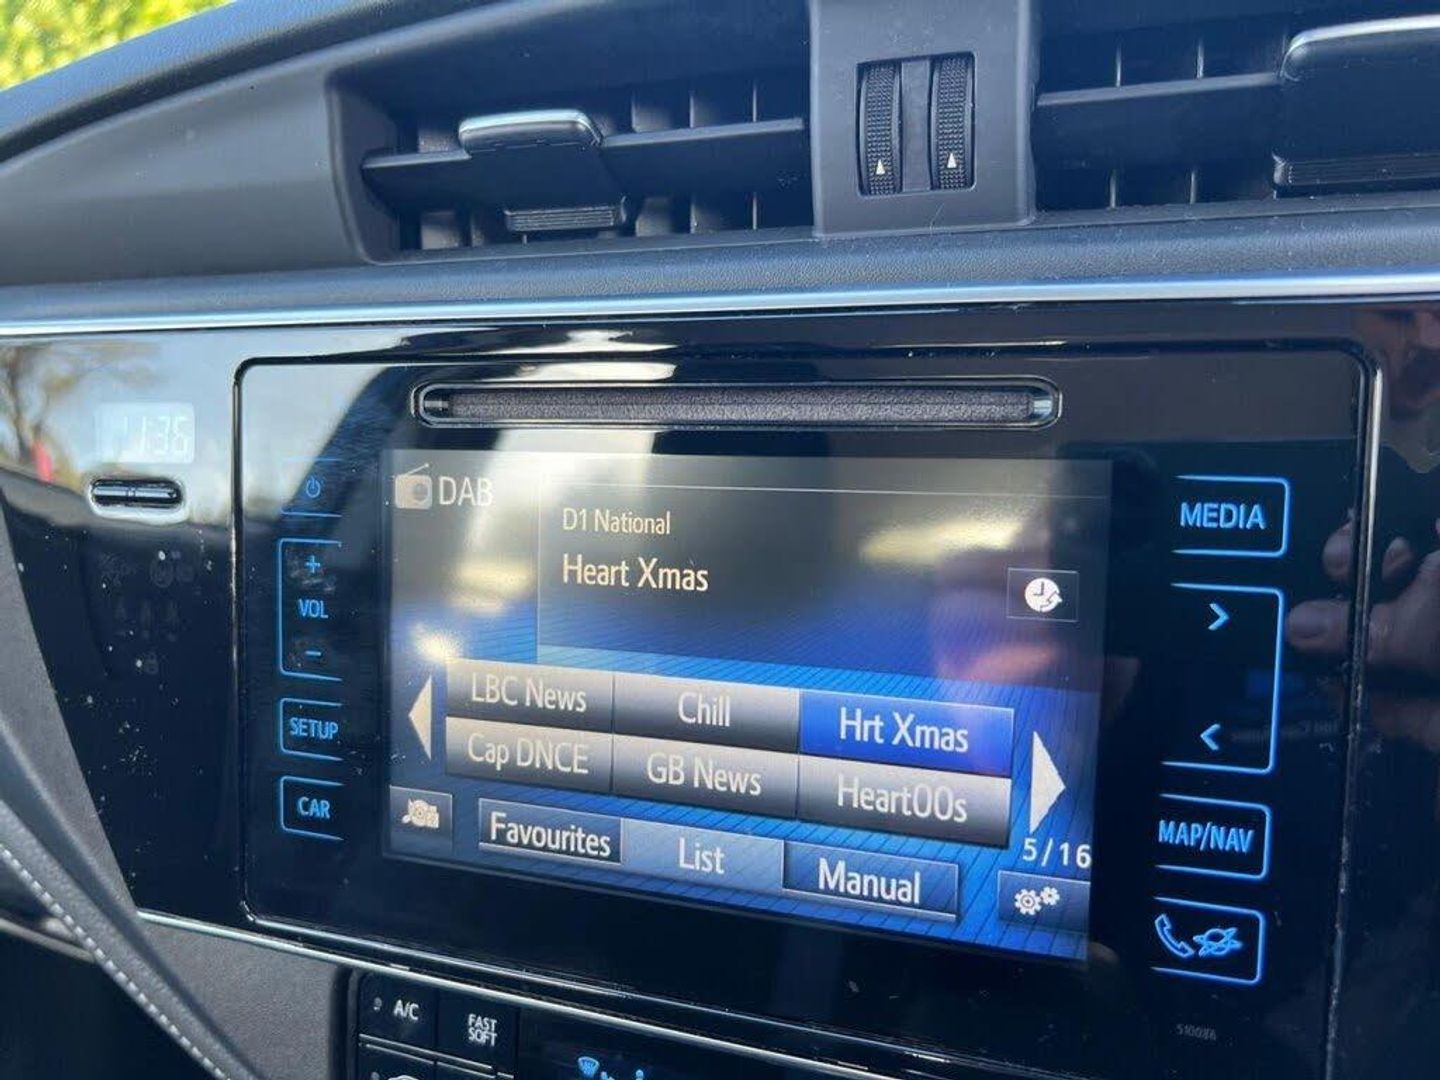 11:36
DAB
D1 National
Heart Xmas
MEDIA
+
VOL
-
SETUP
CAR
LBC News
Chill
Hrt Xmas
Cap DNCE
GB News
Heart00s
5/16
Favourites
List
Manual
>
<
MAP/NAV
A/C
FAST
SOFT